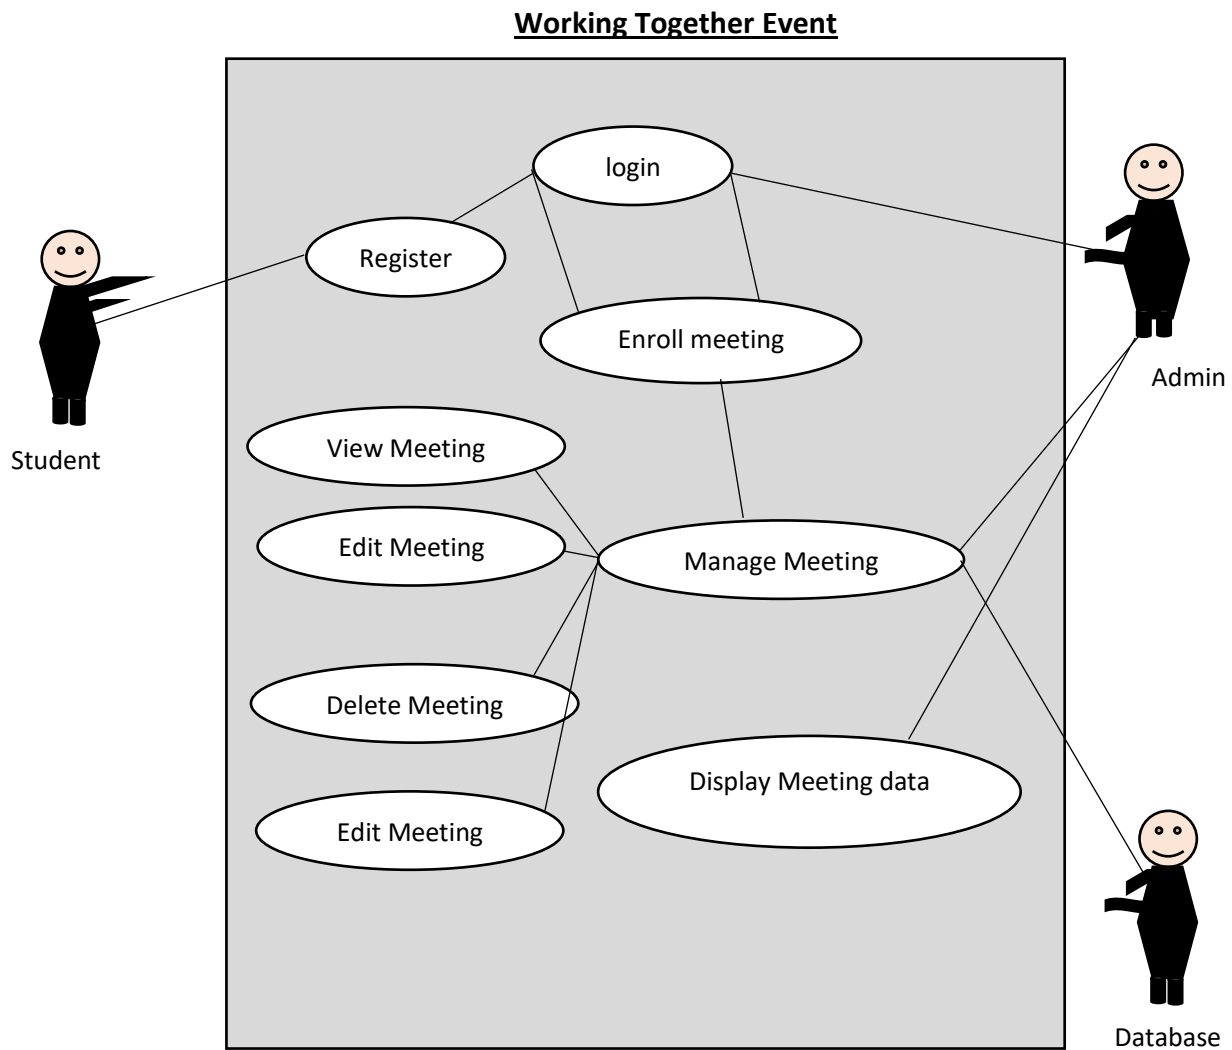 Working Together Event
login
Register
Enroll meeting
Admin
View Meeting
Student
Edit Meeting
Manage Meeting
Delete Meeting
Display Meeting data
Edit Meeting
Database